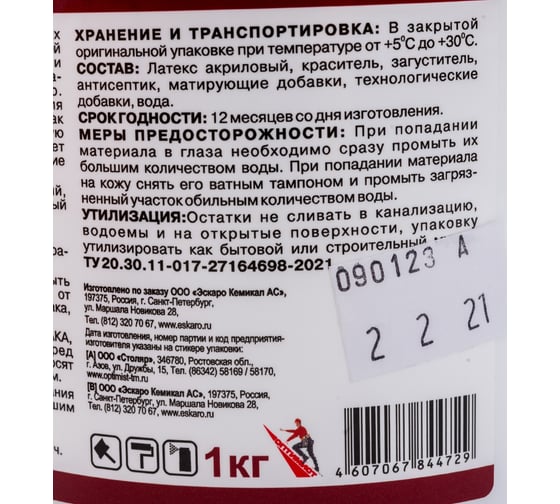 ХРАНЕНИЕ И ТРАНСПОРТИРОВКА: В закрытой
оригинальной упаковке при температуре от +5°С до +30°С.
СОСТАВ: Латекс акриловый, краситель, загуститель,
антисептик, матирующие добавки, технологические
добавки, вода.
СРОК ГОДНОСТИ: 12 месяцев со дня изготовления.
МЕРЫ ПРЕДОСТОРОЖНОСТИ: При попадании
материала в глаза необходимо сразу промыть их
большим количеством воды. При попадании материала
на кожу снять его ватным тампоном и промыть загряз-
ненный участок обильным количеством воды.
УТИЛИЗАЦИЯ:Остатки не сливать в канализацию,
водоемы и на открытые поверхности, упаковку
утилизировать как бытовой или строительный
ТУ 20.30.11-017-27164698-2021
Изготовлено по заказу ООО «Эскаро Кемикал АС»,
197375, Россия, г. Санкт-Петербург,
ул. Маршала Новикова 28,
Тел. (812) 320 70 67, www.eskaro.ru
Дата изготовления, номер партии и код предприятия-
изготовителя указаны на стикере упаковки:
[А] ООО «Столяр», 346780, Ростовская обл.,
г. Азов, ул. Дружбы, 19, Тел. (86342) 58169 / 58170,
www.optimist-tm.ru
[В] ООО «Эскаро Кемикал АС», 197375, Россия,
г. Санкт-Петербург, ул. Маршала Новикова 28,
Тел. (812) 320 70 67, www.eskaro.ru
090123 A
2 2 21
1 КГ
4 607067 844729